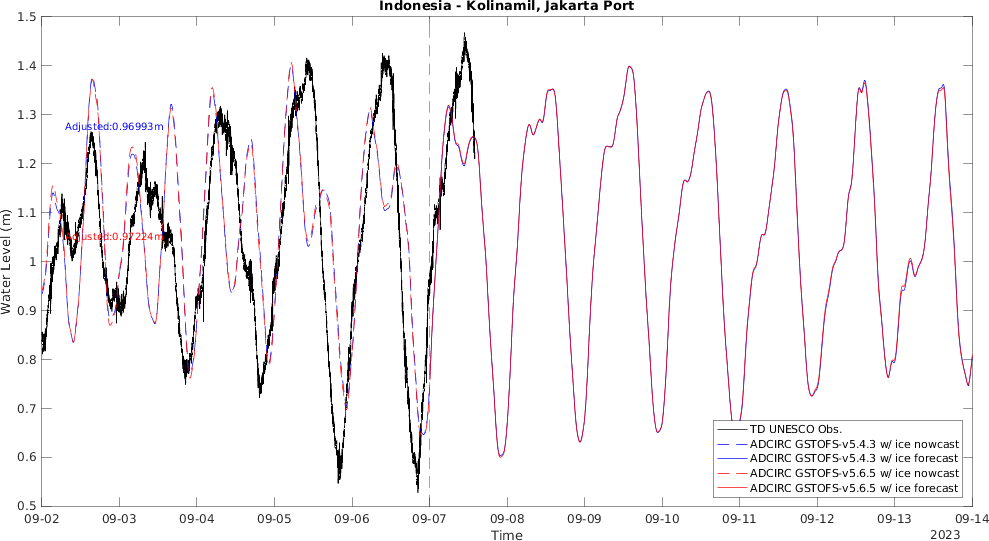 Indonesia - Kolinamil, Jakarta Port
1.5
1.4
1.3
1.2
1.1
1
0.9
0.8
0.7
0.6
0.5
Water Level (m)
Adjusted:0.96993m
Adjusted:0.97224m
TD UNESCO Obs.
ADCIRC GSTOFS-v5.4.3 w/ ice nowcast
ADCIRC GSTOFS-v5.4.3 w/ ice forecast
ADCIRC GSTOFS-v5.6.5 w/ ice nowcast
ADCIRC GSTOFS-v5.6.5 w/ ice forecast
09-02 09-03 09-04 09-05 09-06 09-07 09-08 09-09 09-10 09-11 09-12 09-13 09-14
Time
2023